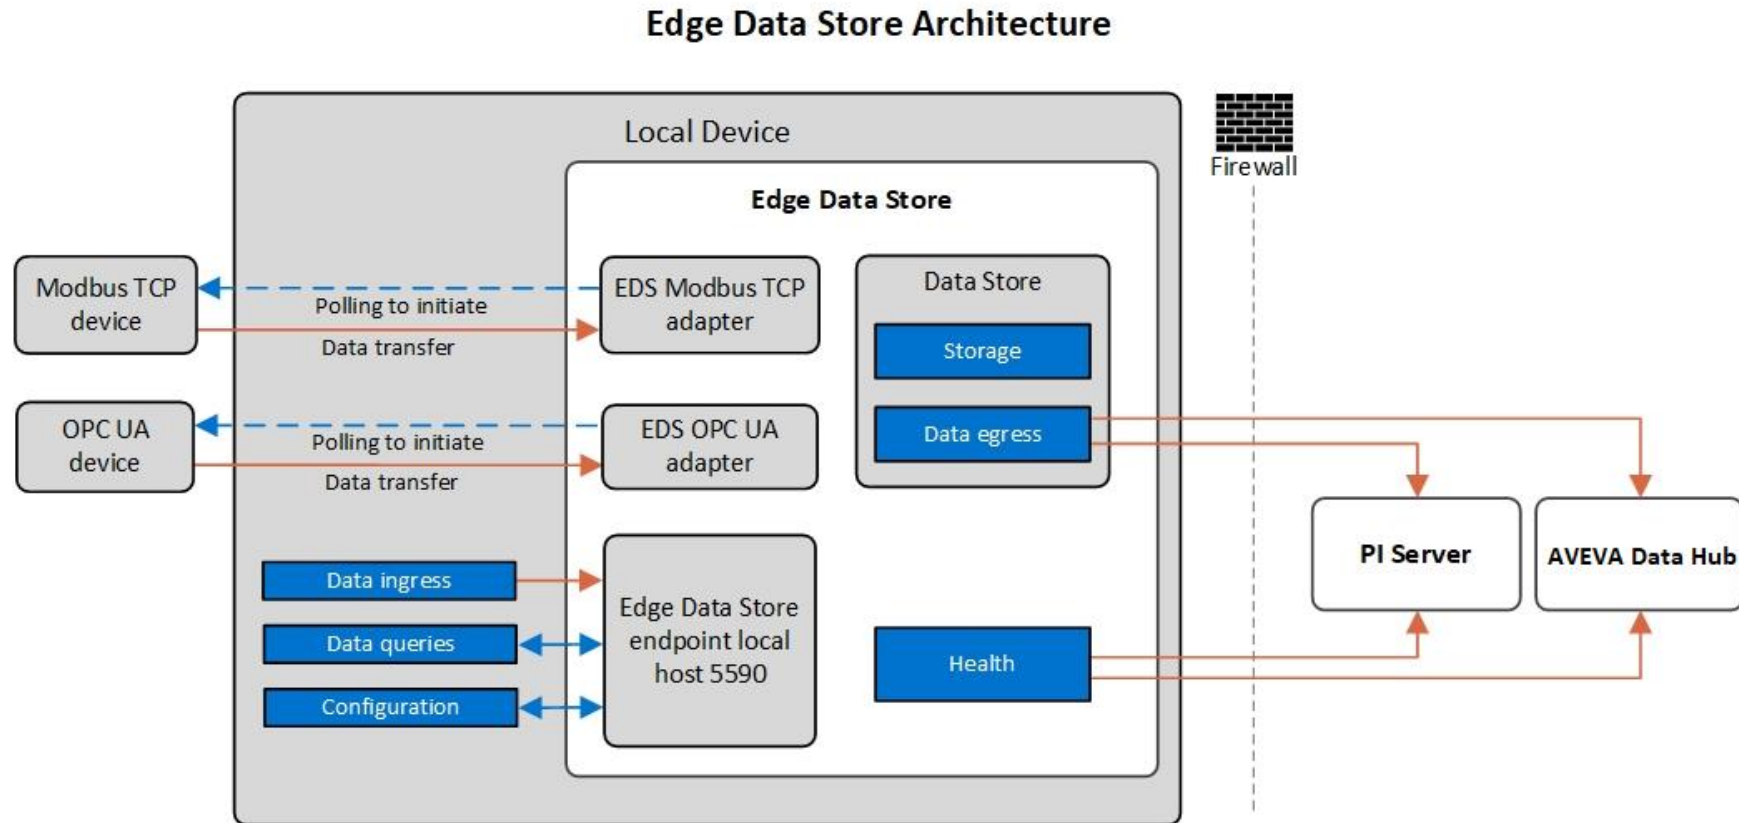 Edge Data Store Architecture
Local Device
Firewall
Edge Data Store
Modbus TCP
device
Polling to initiate
Data transfer
EDS Modbus TCP
adapter
Data Store
Storage
Data egress
OPC UA
device
Polling to initiate
Data transfer
EDS OPC UA
adapter
PI Server
AVEVA Data Hub
Data ingress
Data queries
Configuration
Edge Data Store
endpoint local
host 5590
Health